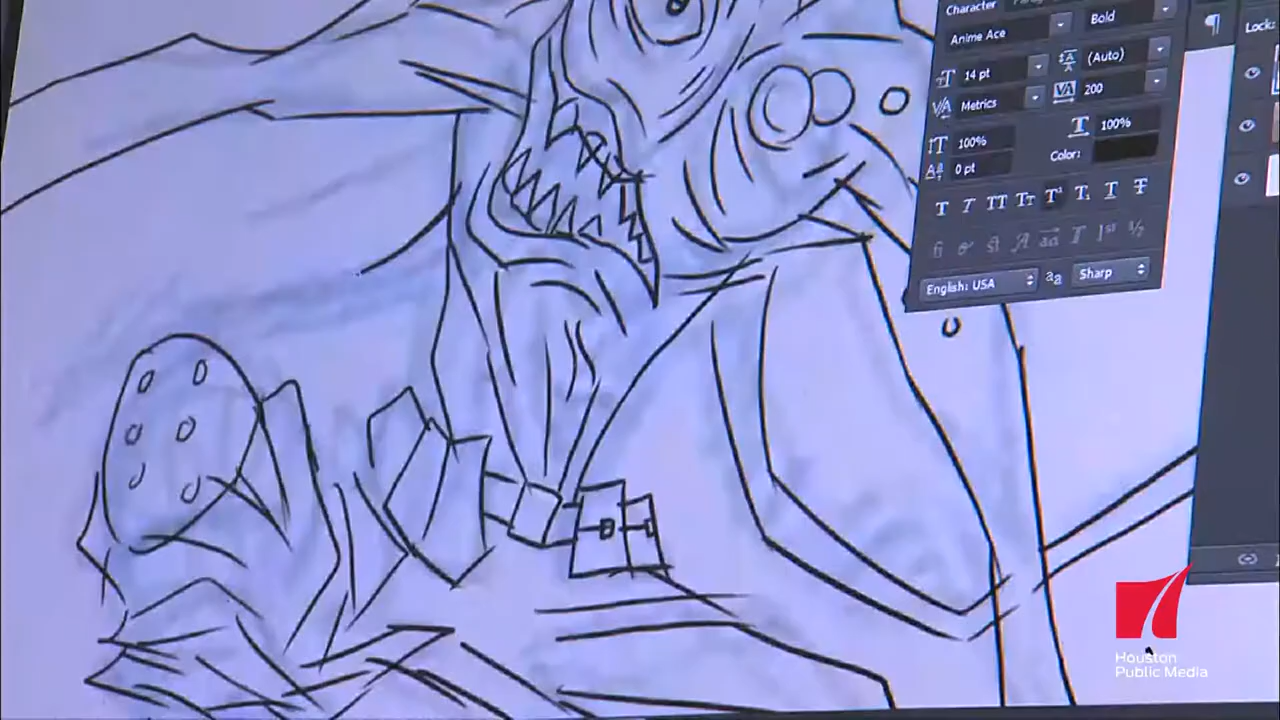 Character
Anime Ace
Bold
14 pt
(Auto)
Metrics
200
100%
100%
0 pt
Color:
English: USA
aa
Sharp
Lock:
Houston
Public Media